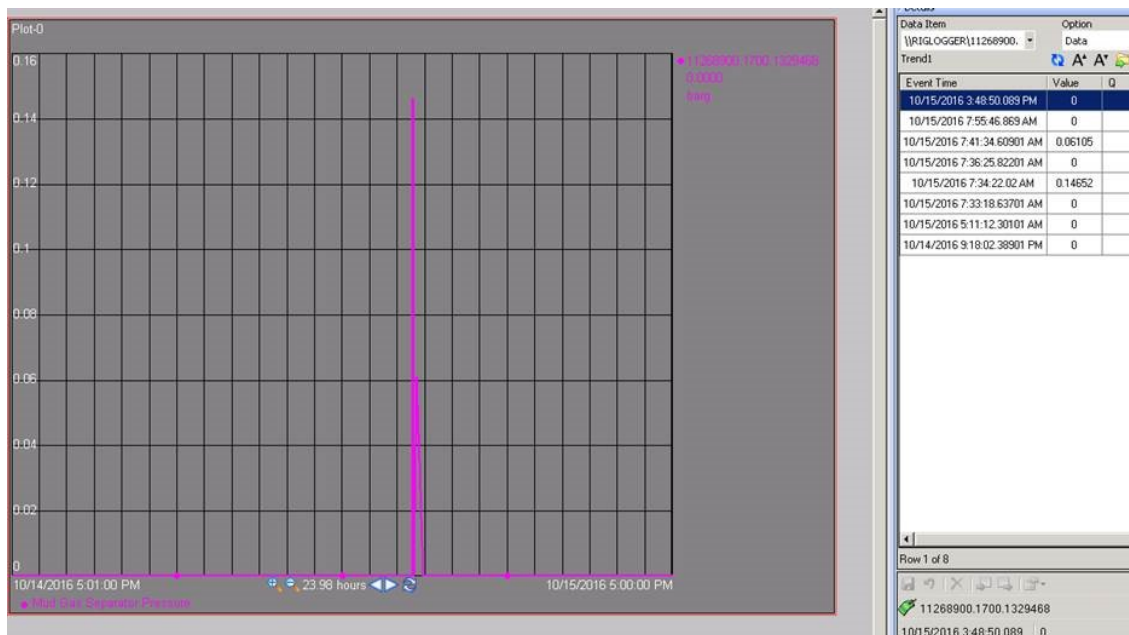 Details
Plot-0
0.16
0.14
0.12
0.1
0.08
0.06
0.04
0.02
0
10/14/2016 5:01:00 PM 23.98 hours 10/15/2016 5:00:00 PM
Mud Gas Separator Pressure
11268900.1700.1329468
0.0000
barg
Data Item Option
\\RIGLOGGER\11268900. Data
Trend1 A A
Event Time Value Q
10/15/2016 3:48:50.089 PM 0
10/15/2016 7:55:46.869 AM 0
10/15/2016 7:41:34.60901 AM 0.06105
10/15/2016 7:36:25.82201 AM 0
10/15/2016 7:34:22.02 AM 0.14652
10/15/2016 7:33:18.63701 AM 0
10/15/2016 5:11:12.30101 AM 0
10/14/2016 9:18:02.38901 PM 0
Row 1 of 8
11268900.1700.1329468
10/15/2016 3:48:50.089 0